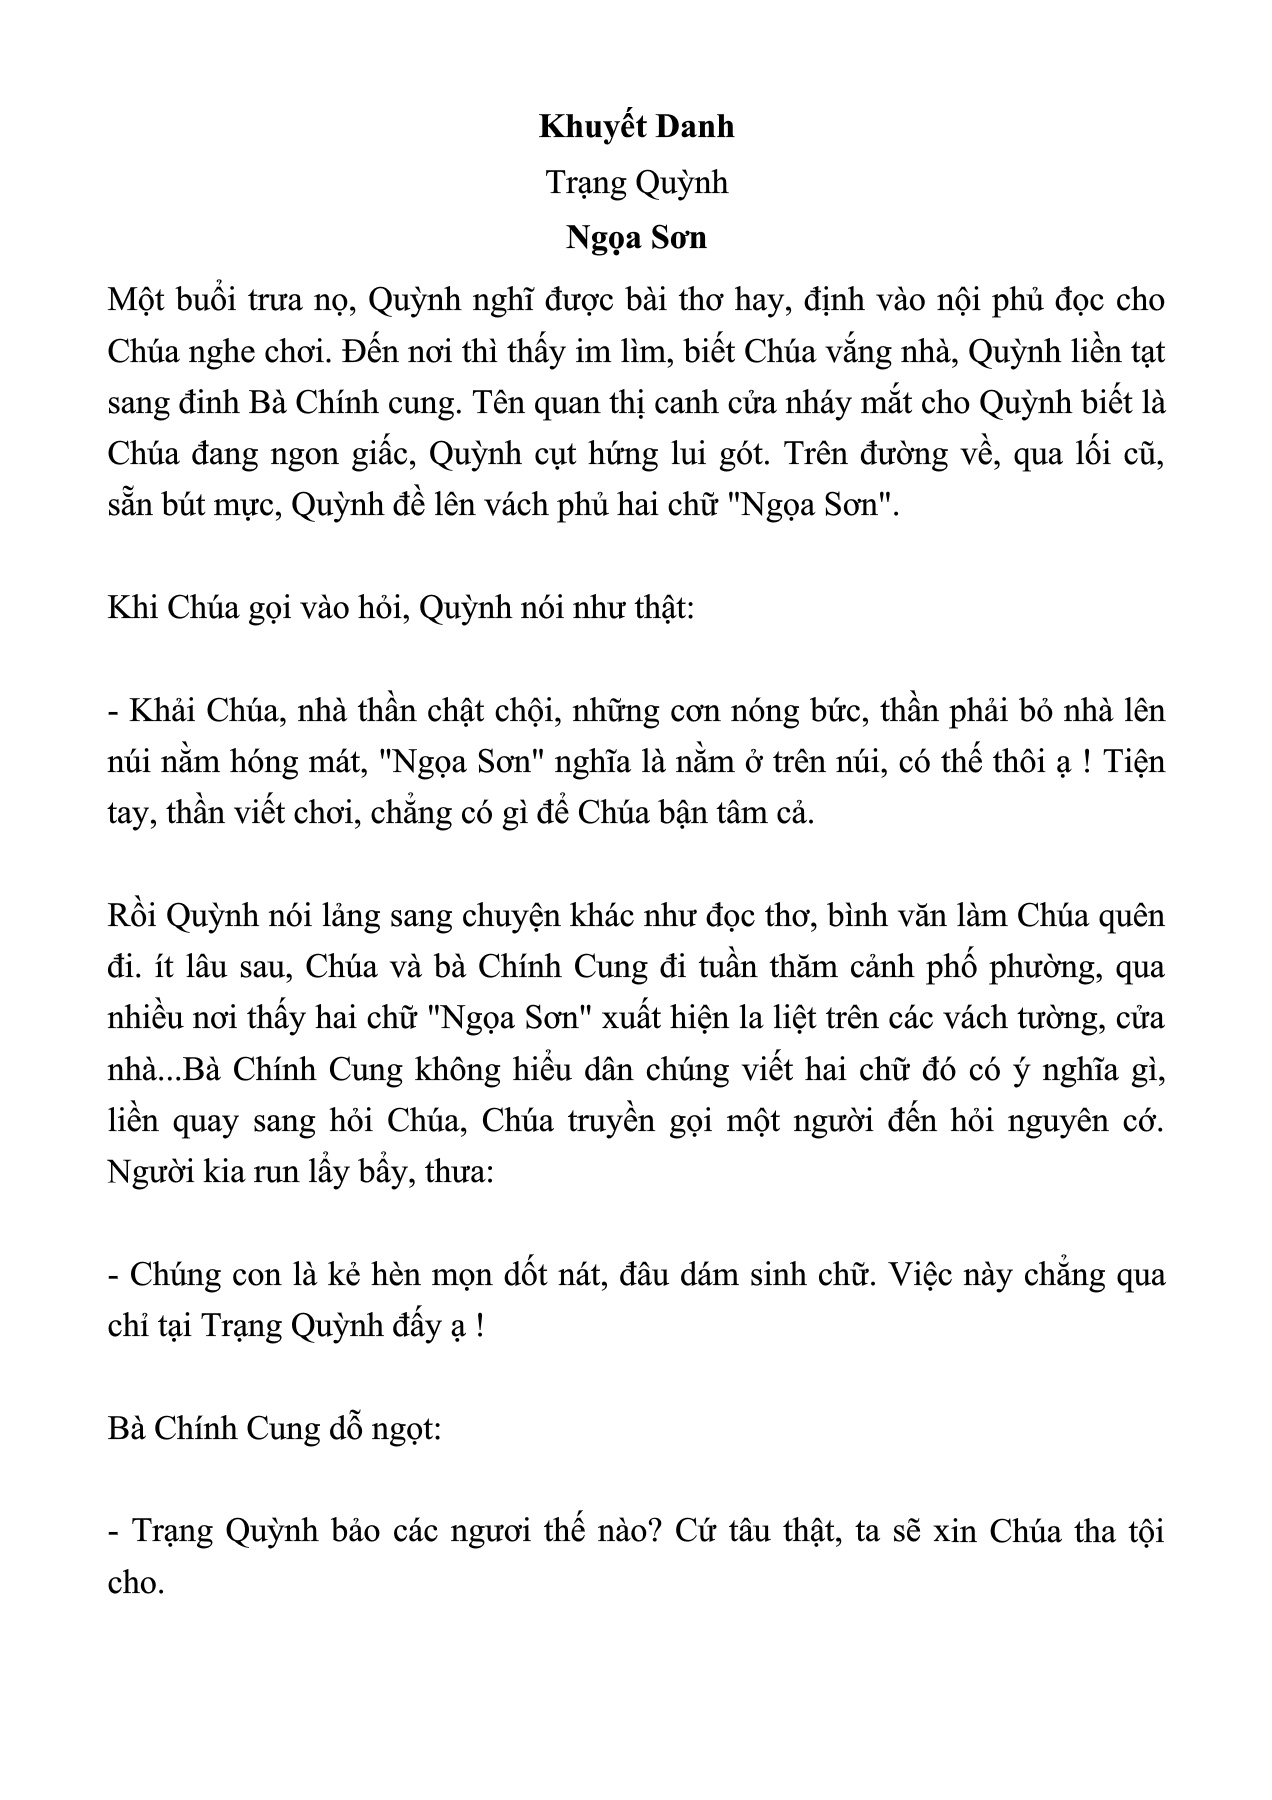 Khuyết Danh
Trạng Quỳnh
Ngọa Sơn
Một buổi trưa nọ, Quỳnh nghĩ được bài thơ hay, định vào nội phủ đọc cho
Chúa nghe chơi. Đến nơi thì thấy im lìm, biết Chúa vắng nhà, Quỳnh liền tạt
sang đinh Bà Chính cung. Tên quan thị canh cửa nháy mắt cho Quỳnh biết là
Chúa đang ngon giấc, Quỳnh cụt hứng lui gót. Trên đường về, qua lối cũ,
sẵn bút mực, Quỳnh đề lên vách phủ hai chữ "Ngọa Sơn".
Khi Chúa gọi vào hỏi, Quỳnh nói như thật:
- Khải Chúa, nhà thần chật chội, những cơn nóng bức, thần phải bỏ nhà lên
núi nằm hóng mát, "Ngọa Sơn" nghĩa là nằm ở trên núi, có thế thôi ạ ! Tiện
tay, thần viết chơi, chẳng có gì để Chúa bận tâm cả.
Rồi Quỳnh nói lảng sang chuyện khác như đọc thơ, bình văn làm Chúa quên
đi. ít lâu sau, Chúa và bà Chính Cung đi tuần thăm cảnh phố phường, qua
nhiều nơi thấy hai chữ "Ngọa Sơn" xuất hiện la liệt trên các vách tường, cửa
nhà...Bà Chính Cung không hiểu dân chúng viết hai chữ đó có ý nghĩa gì,
liền quay sang hỏi Chúa, Chúa truyền gọi một người đến hỏi nguyên cớ.
Người kia run lẩy bẩy, thưa:
- Chúng con là kẻ hèn mọn dốt nát, đâu dám sinh chữ. Việc này chẳng qua
chỉ tại Trạng Quỳnh đấy ạ !
Bà Chính Cung dỗ ngọt:
- Trạng Quỳnh bảo các ngươi thế nào? Cứ tâu thật, ta sẽ xin Chúa tha tội
cho.